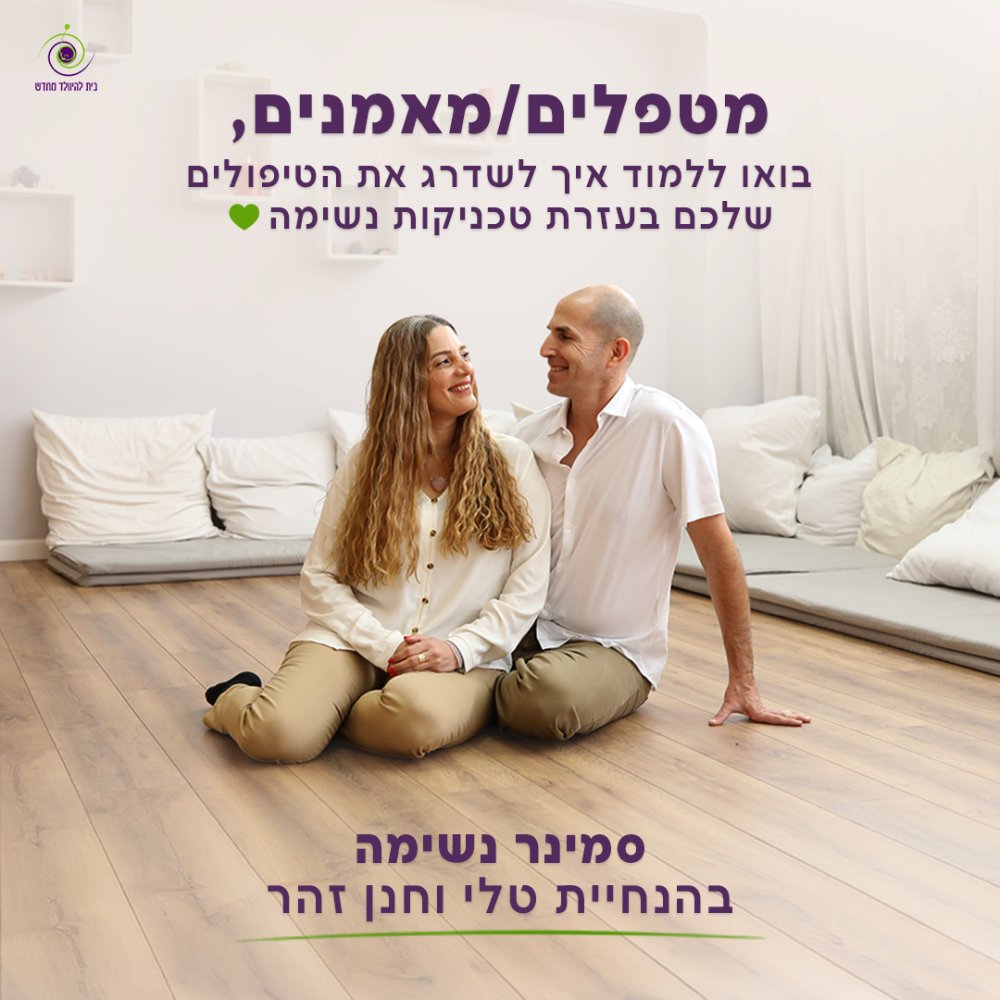 בית להיוולד מחדש
מטפלים/מאמנים,
בואו ללמוד איך לשדרג את הטיפולים
שלכם בעזרת טכניקות נשימה
סמינר נשימה
בהנחיית טלי וחנן זהר